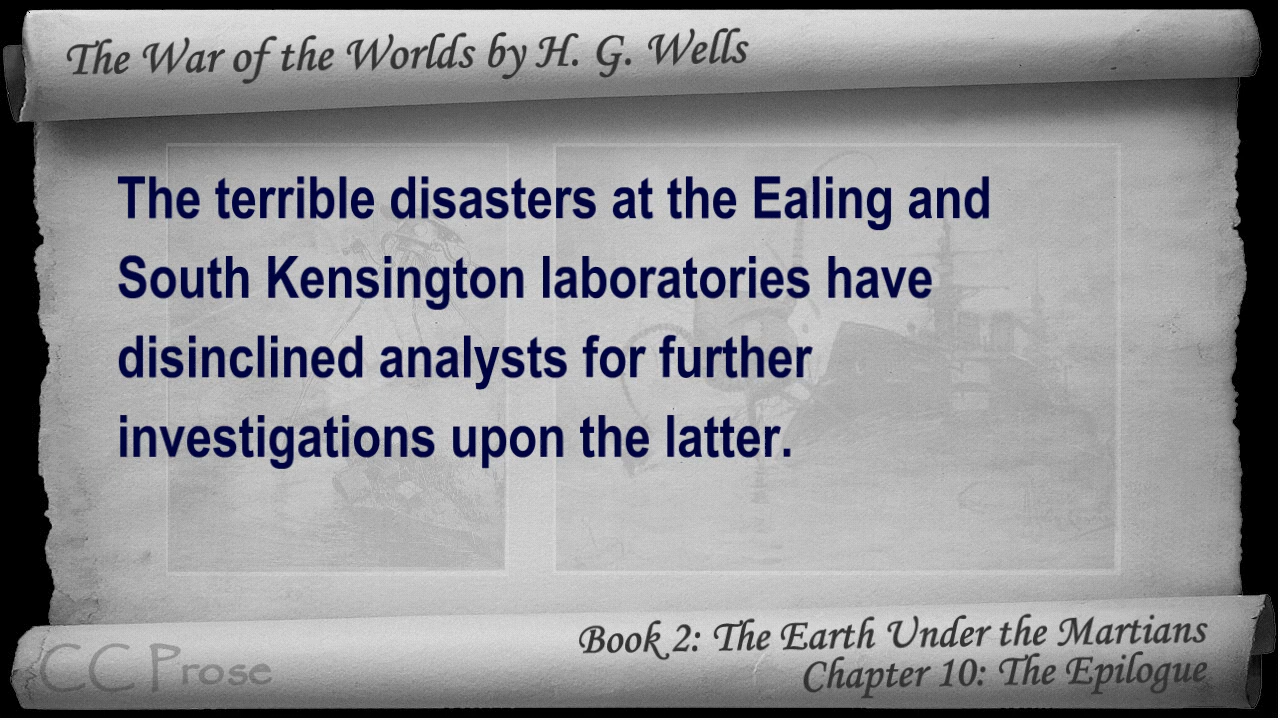 The War of the Worlds by H. G. Wells
The terrible disasters at the Ealing and
South Kensington laboratories have
disinclined analysts for further
investigations upon the latter.
Book 2: The Earth Under the Martians
Chapter 10: The Epilogue
CC Prose